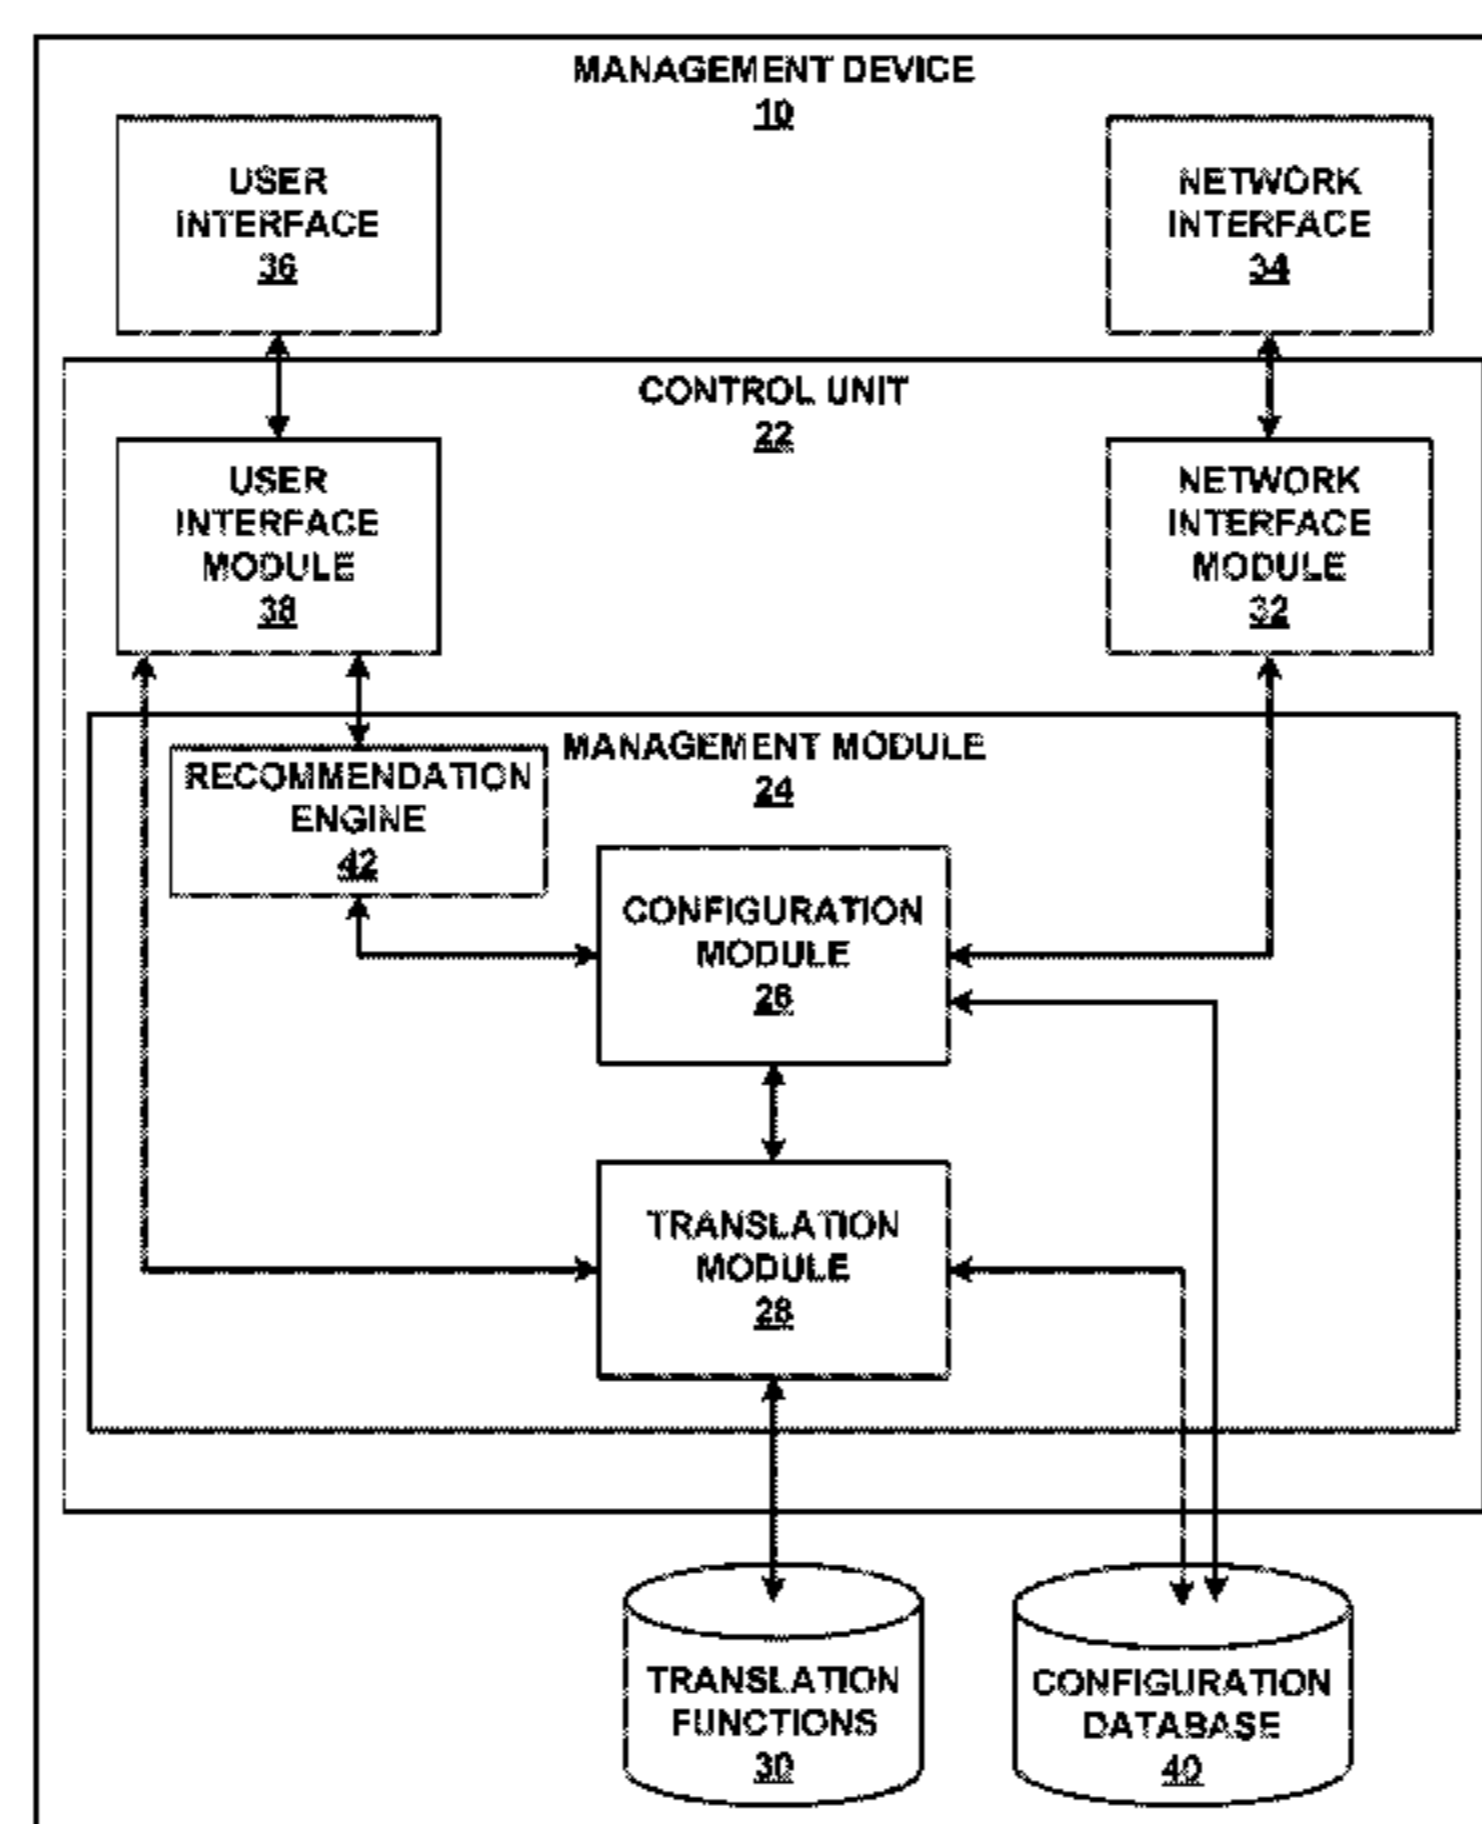 MANAGEMENT DEVICE
10
USER
INTERFACE
36
NETWORK
INTERFACE
34
CONTROL UNIT
22
USER
INTERFACE
MODULE
38
NETWORK
INTERFACE
MODULE
32
MANAGEMENT MODULE
24
RECOMMENDATION
ENGINE
42
CONFIGURATION
MODULE
26
TRANSLATION
MODULE
28
TRANSLATION
FUNCTIONS
30
CONFIGURATION
DATABASE
40